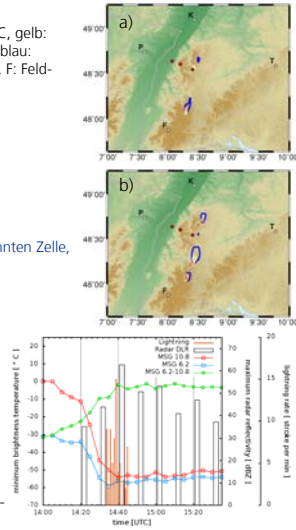 C, gelb:
blau:
F: Feld-
a)
K
P
T
F
49˚00'
48˚30'
48˚00'
7˚00' 7˚30' 8˚00' 8˚30' 9˚00' 9˚30' 10˚00'
b)
K
P
T
F
49˚00'
48˚30'
48˚00'
7˚00' 7˚30' 8˚00' 8˚30' 9˚00' 9˚30' 10˚00'
nnten Zelle,
Lightning
Radar DLR
MSG 10.8
MSG 6.2
MSG 6.2-10.8
minimum brightness temperature [ ° C ]
20
10
0
-10
-20
-30
-40
-50
-60
-70
maximum radar reflectivity [ dBZ ]
70
60
50
40
30
20
10
0
lightning rate [ stroke per min ]
20
15
10
5
0
14:00 14:20 14:40 15:00 15:20
time [UTC]